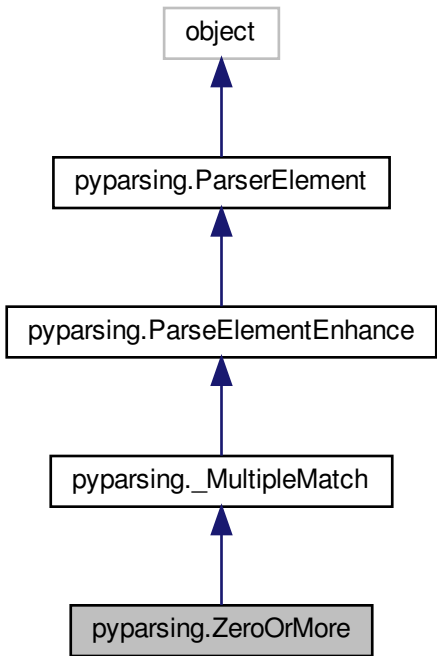 object
pyparsing.ParserElement
pyparsing.ParseElementEnhance
pyparsing._MultipleMatch
pyparsing.ZeroOrMore